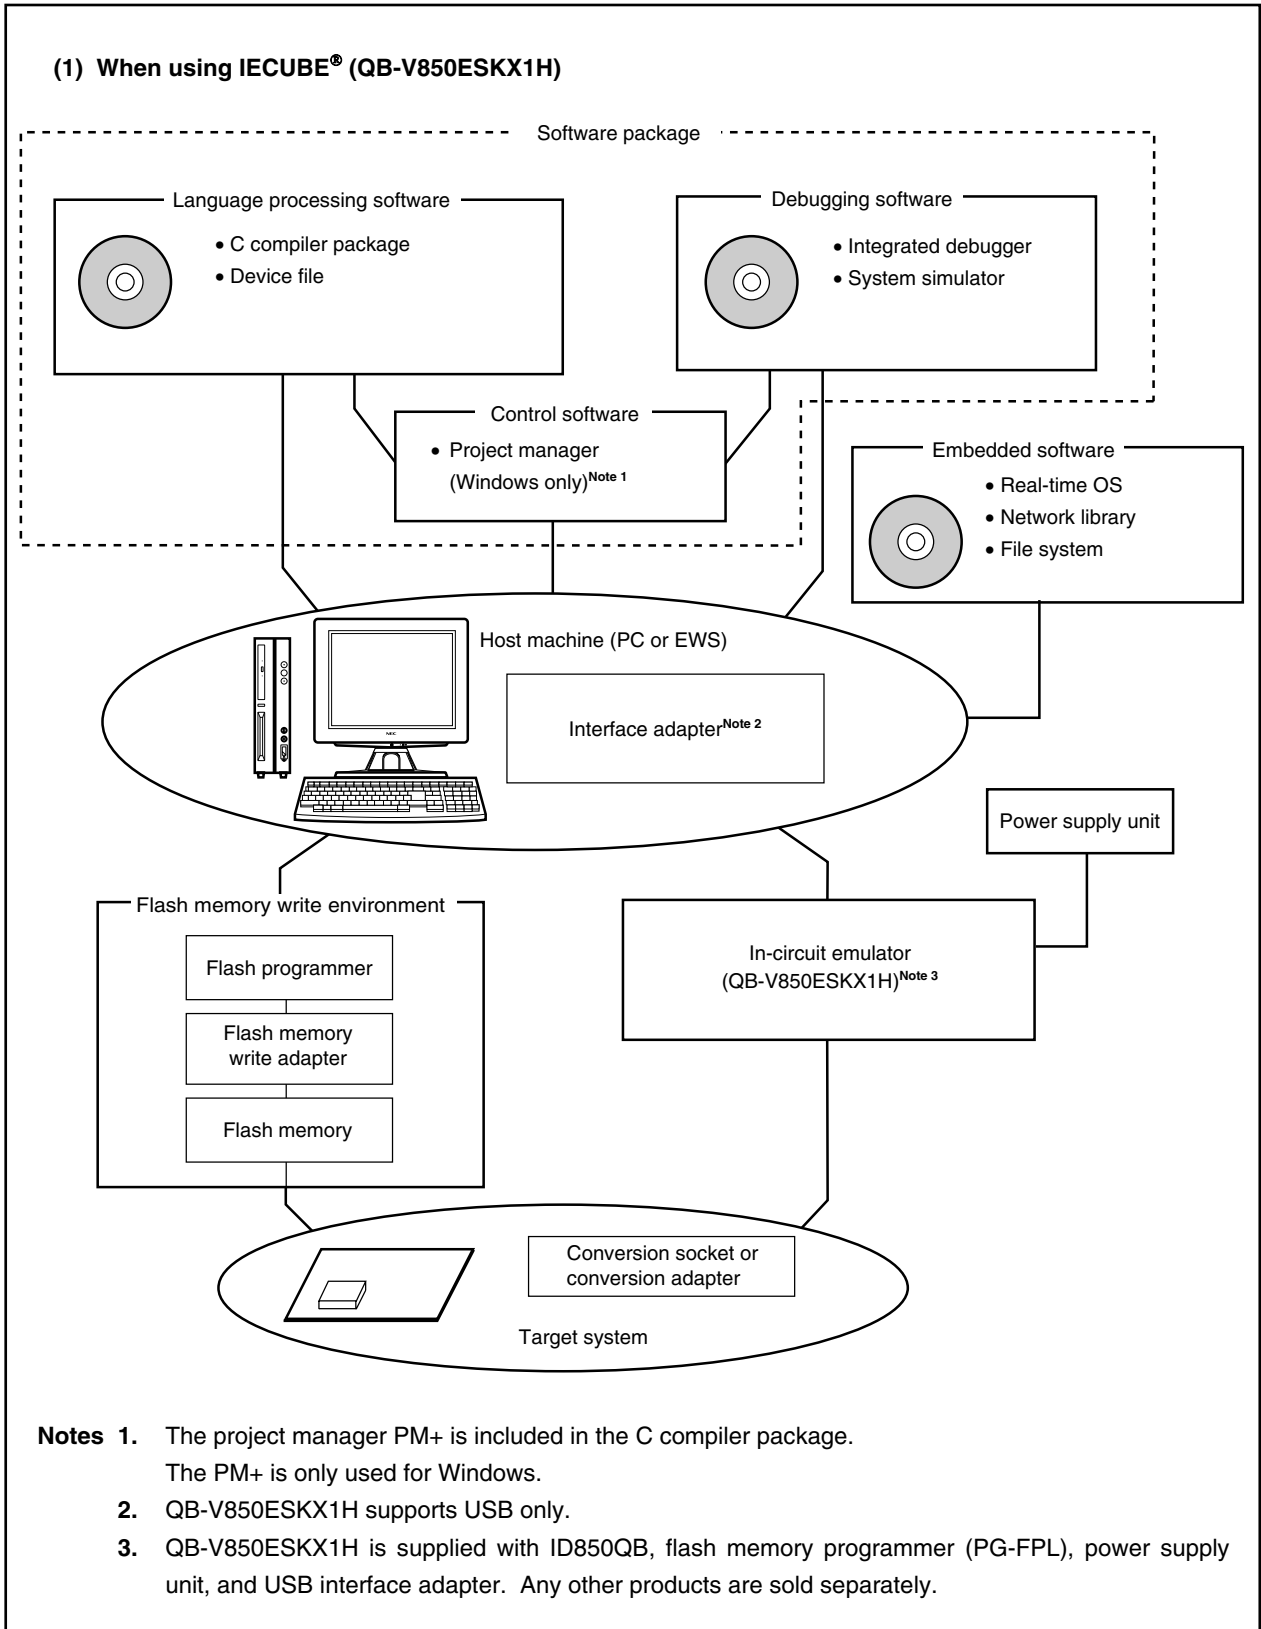 (1) When using IECUBE® (QB-V850ESKX1H)
Software package
Language processing software
• C compiler package
• Device file
Debugging software
• Integrated debugger
• System simulator
Control software
• Project manager
(Windows only)Note 1
Embedded software
• Real-time OS
• Network library
• File system
Host machine (PC or EWS)
Interface adapterNote 2
NEC
Power supply unit
Flash memory write environment
Flash programmer
Flash memory
write adapter
Flash memory
In-circuit emulator
(QB-V850ESKX1H)Note 3
Conversion socket or
conversion adapter
Target system
Notes 1. The project manager PM+ is included in the C compiler package.
The PM+ is only used for Windows.
2. QB-V850ESKX1H supports USB only.
3. QB-V850ESKX1H is supplied with ID850QB, flash memory programmer (PG-FPL), power supply
unit, and USB interface adapter. Any other products are sold separately.